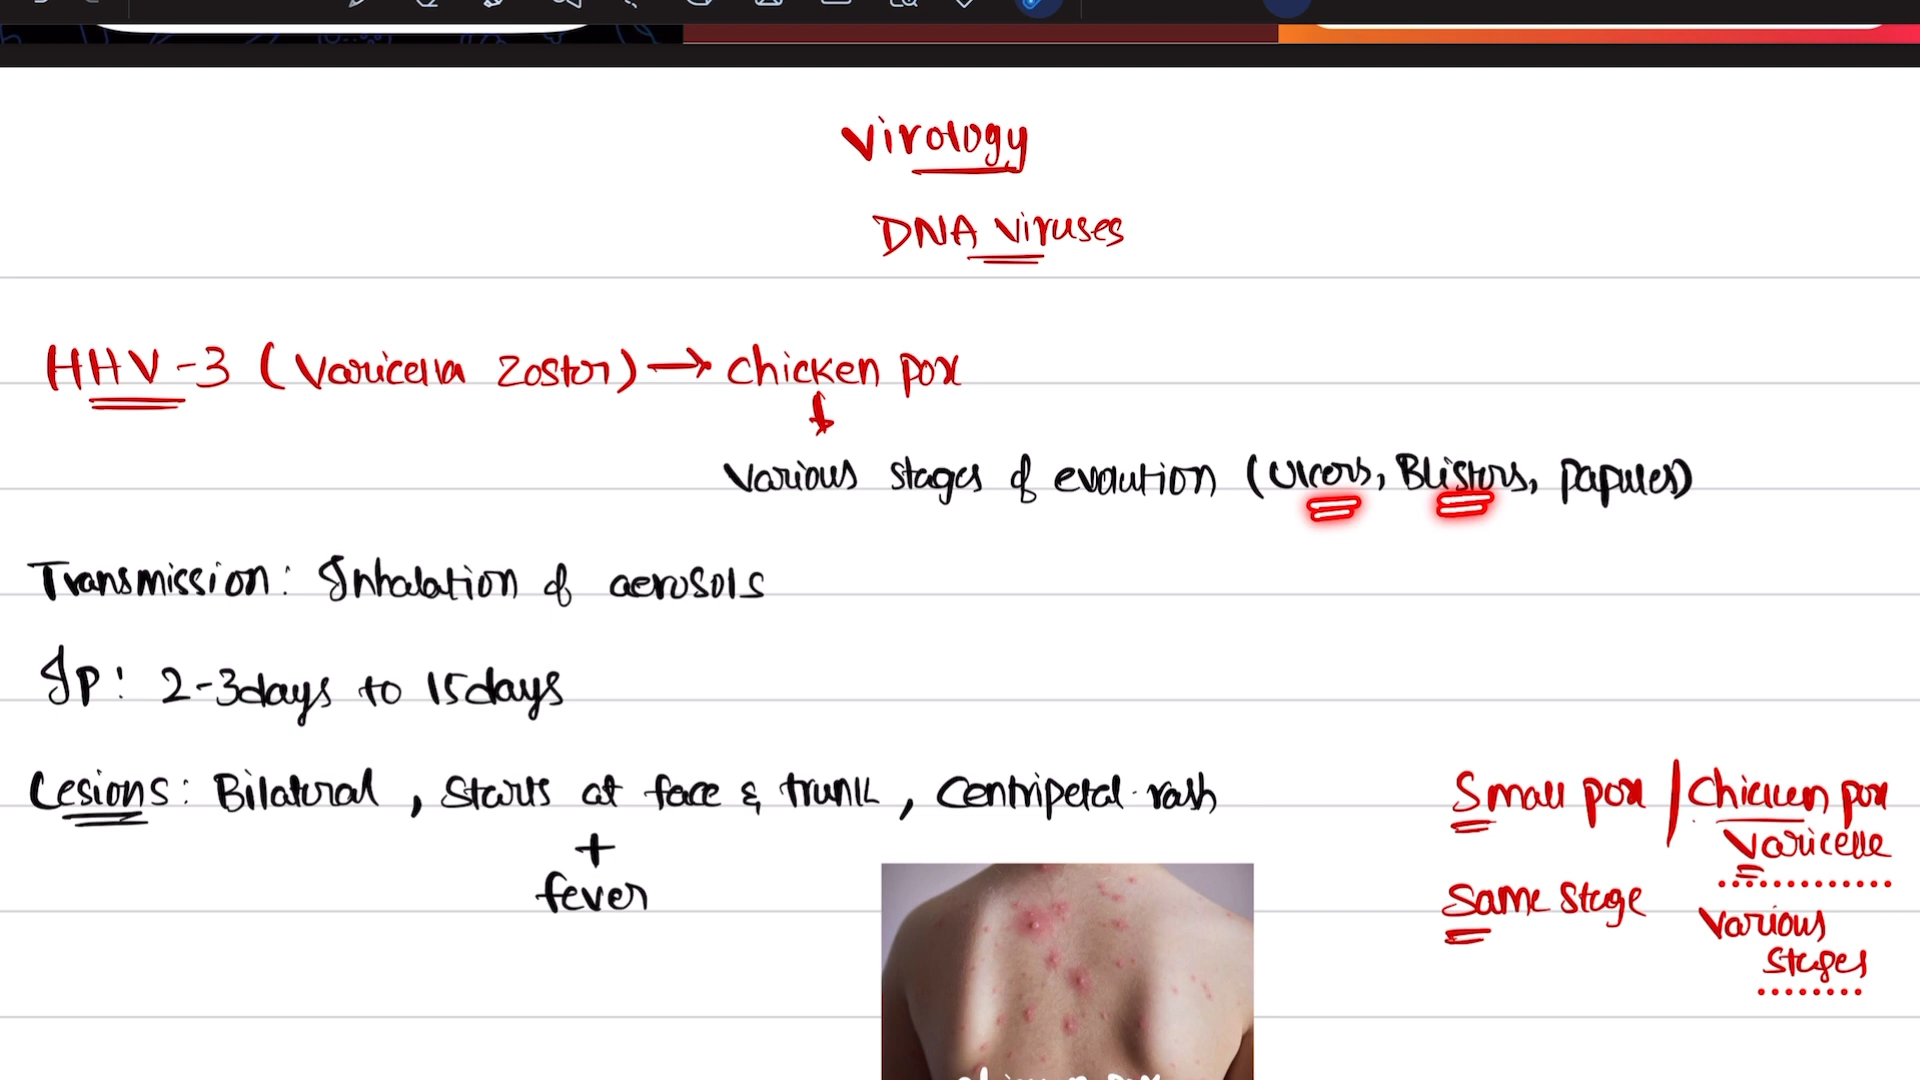 Virology
DNA viruses
HHV-3 (Varicella Zoster) → chicken pox
Various stages of evolution (Ulcers, Blisters, papules)
Transmission: Inhalation of aerosols
Ip: 2-3days to 15days
Lesions: Bilateral, starts at face & trunk, Centripetal rash
+
fever
Small pox / Chicken pox
Varicelle
Same stage
Various
stages